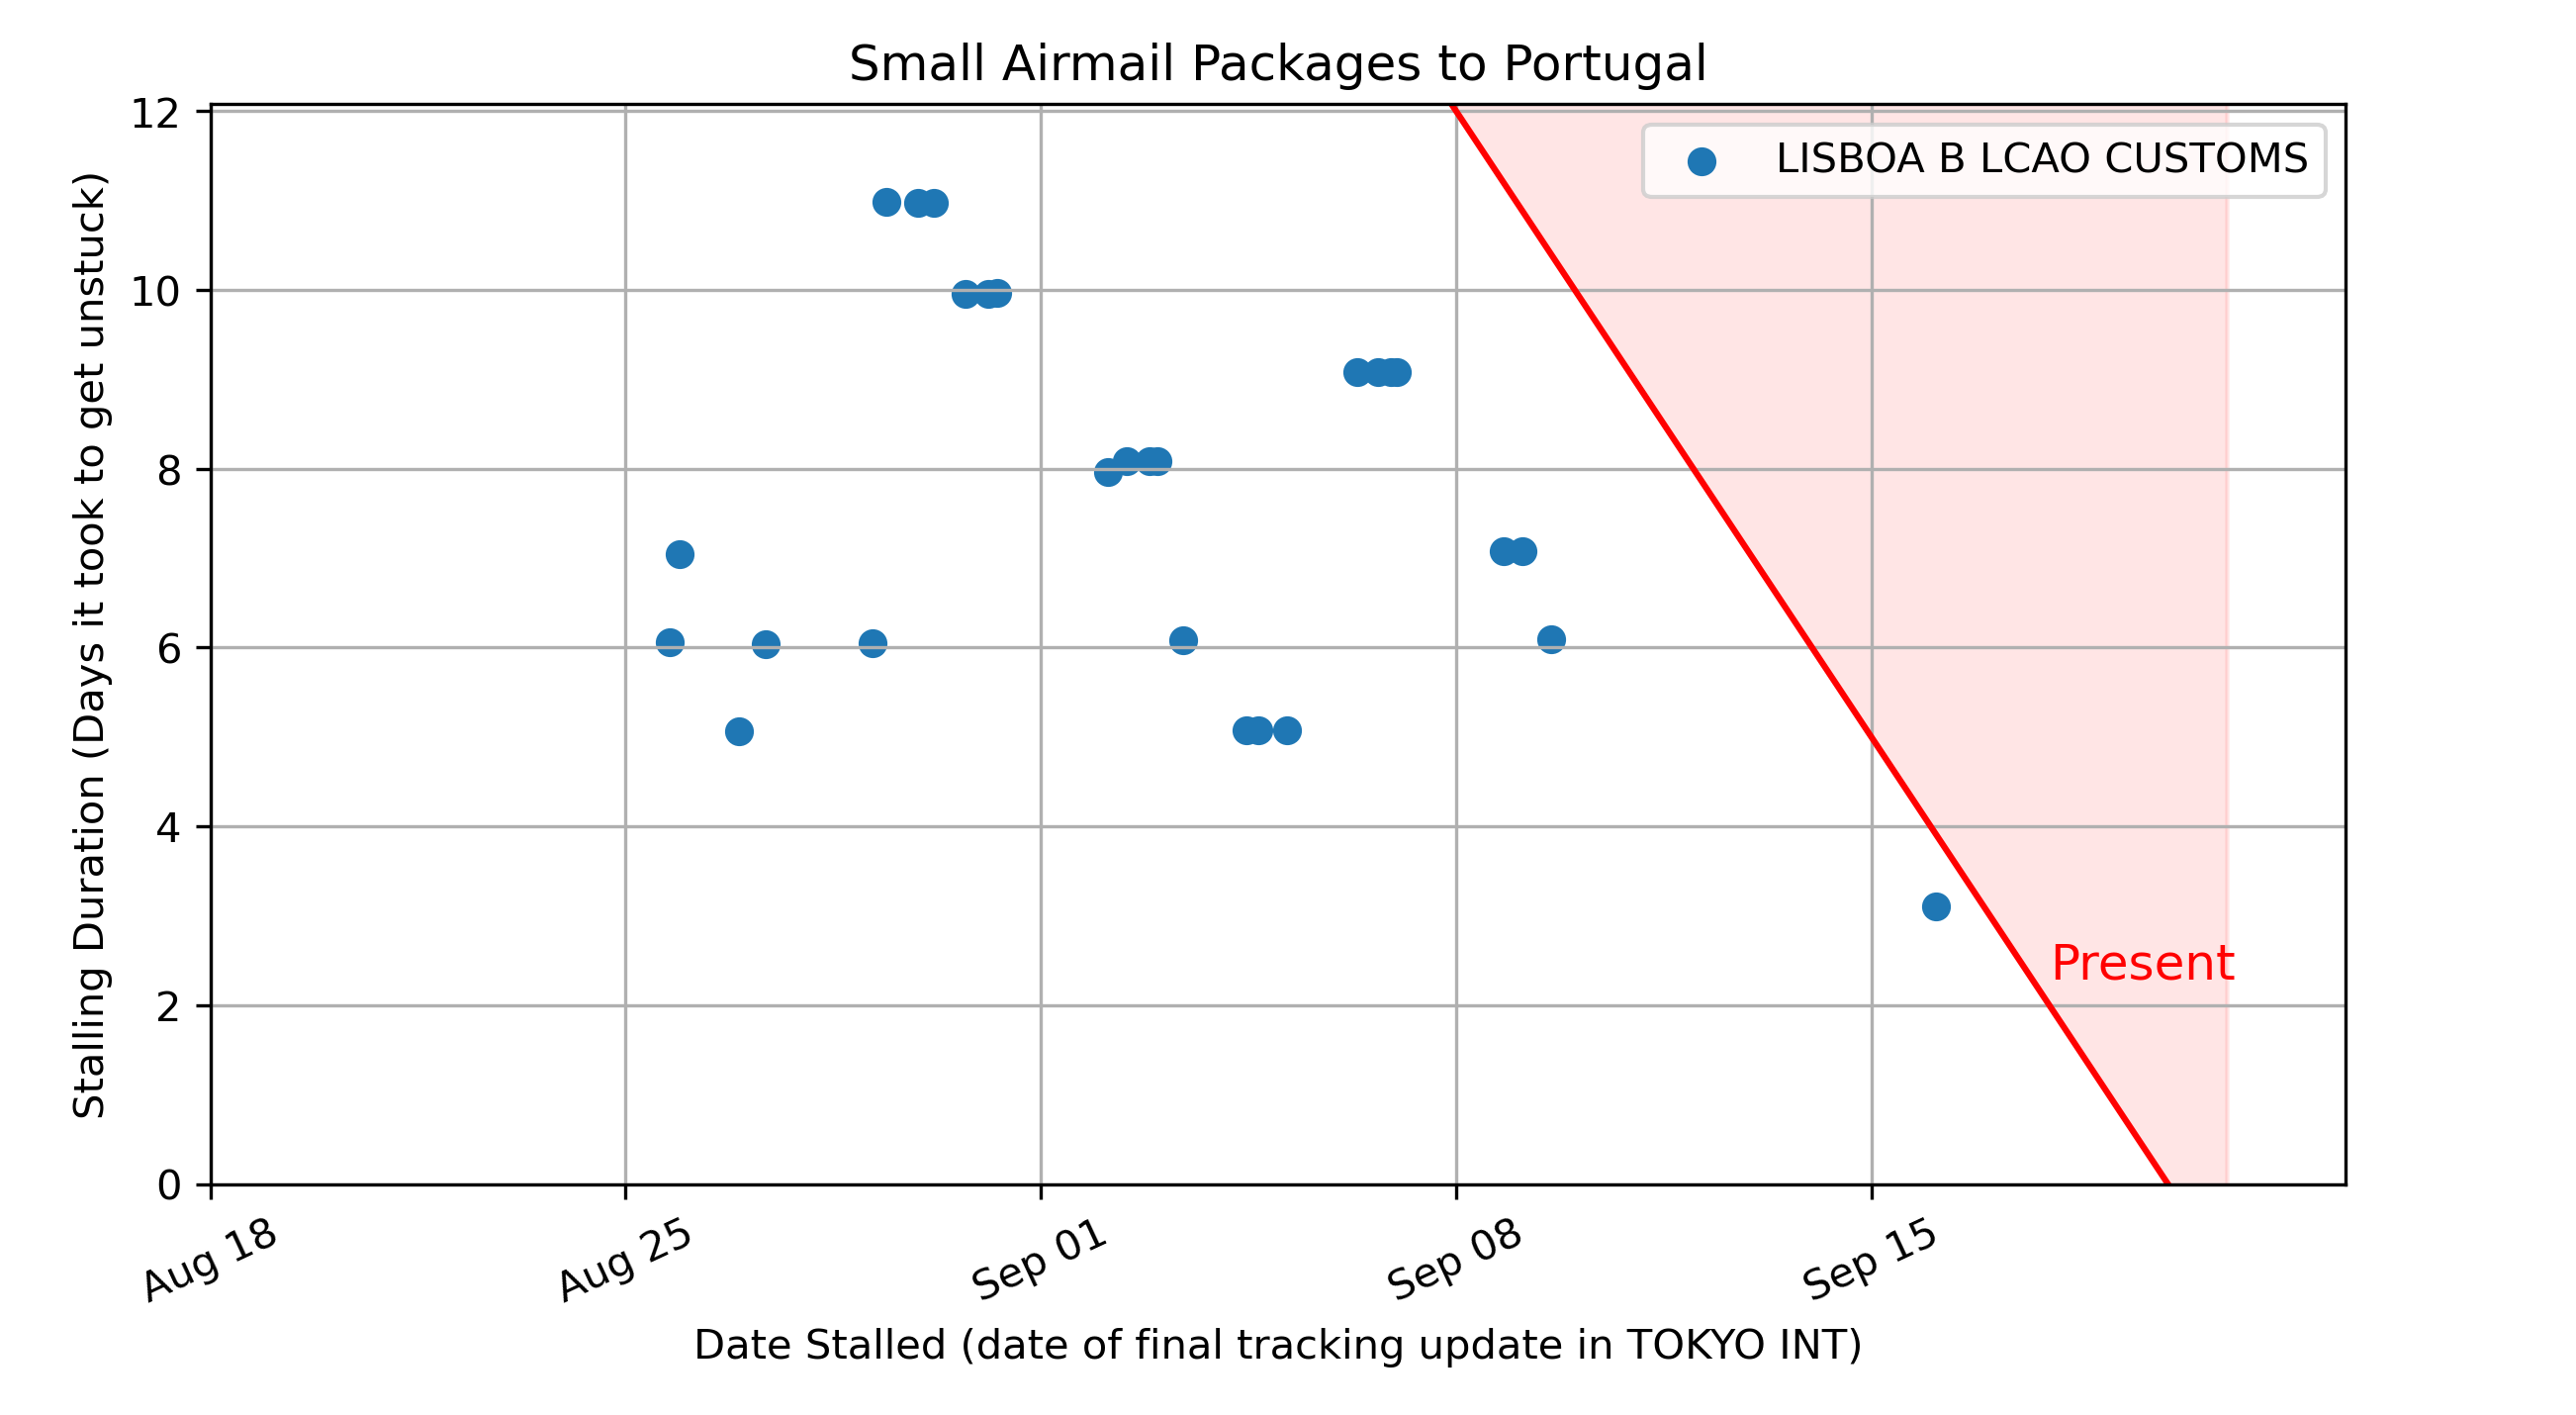 Small Airmail Packages to Portugal
Stalling Duration (Days it took to get unstuck)
12
10
8
6
4
2
0
LISBOA B LCAO CUSTOMS
Present
Aug 18
Aug 25
Sep 01
Sep 08
Sep 15
Date Stalled (date of final tracking update in TOKYO INT)